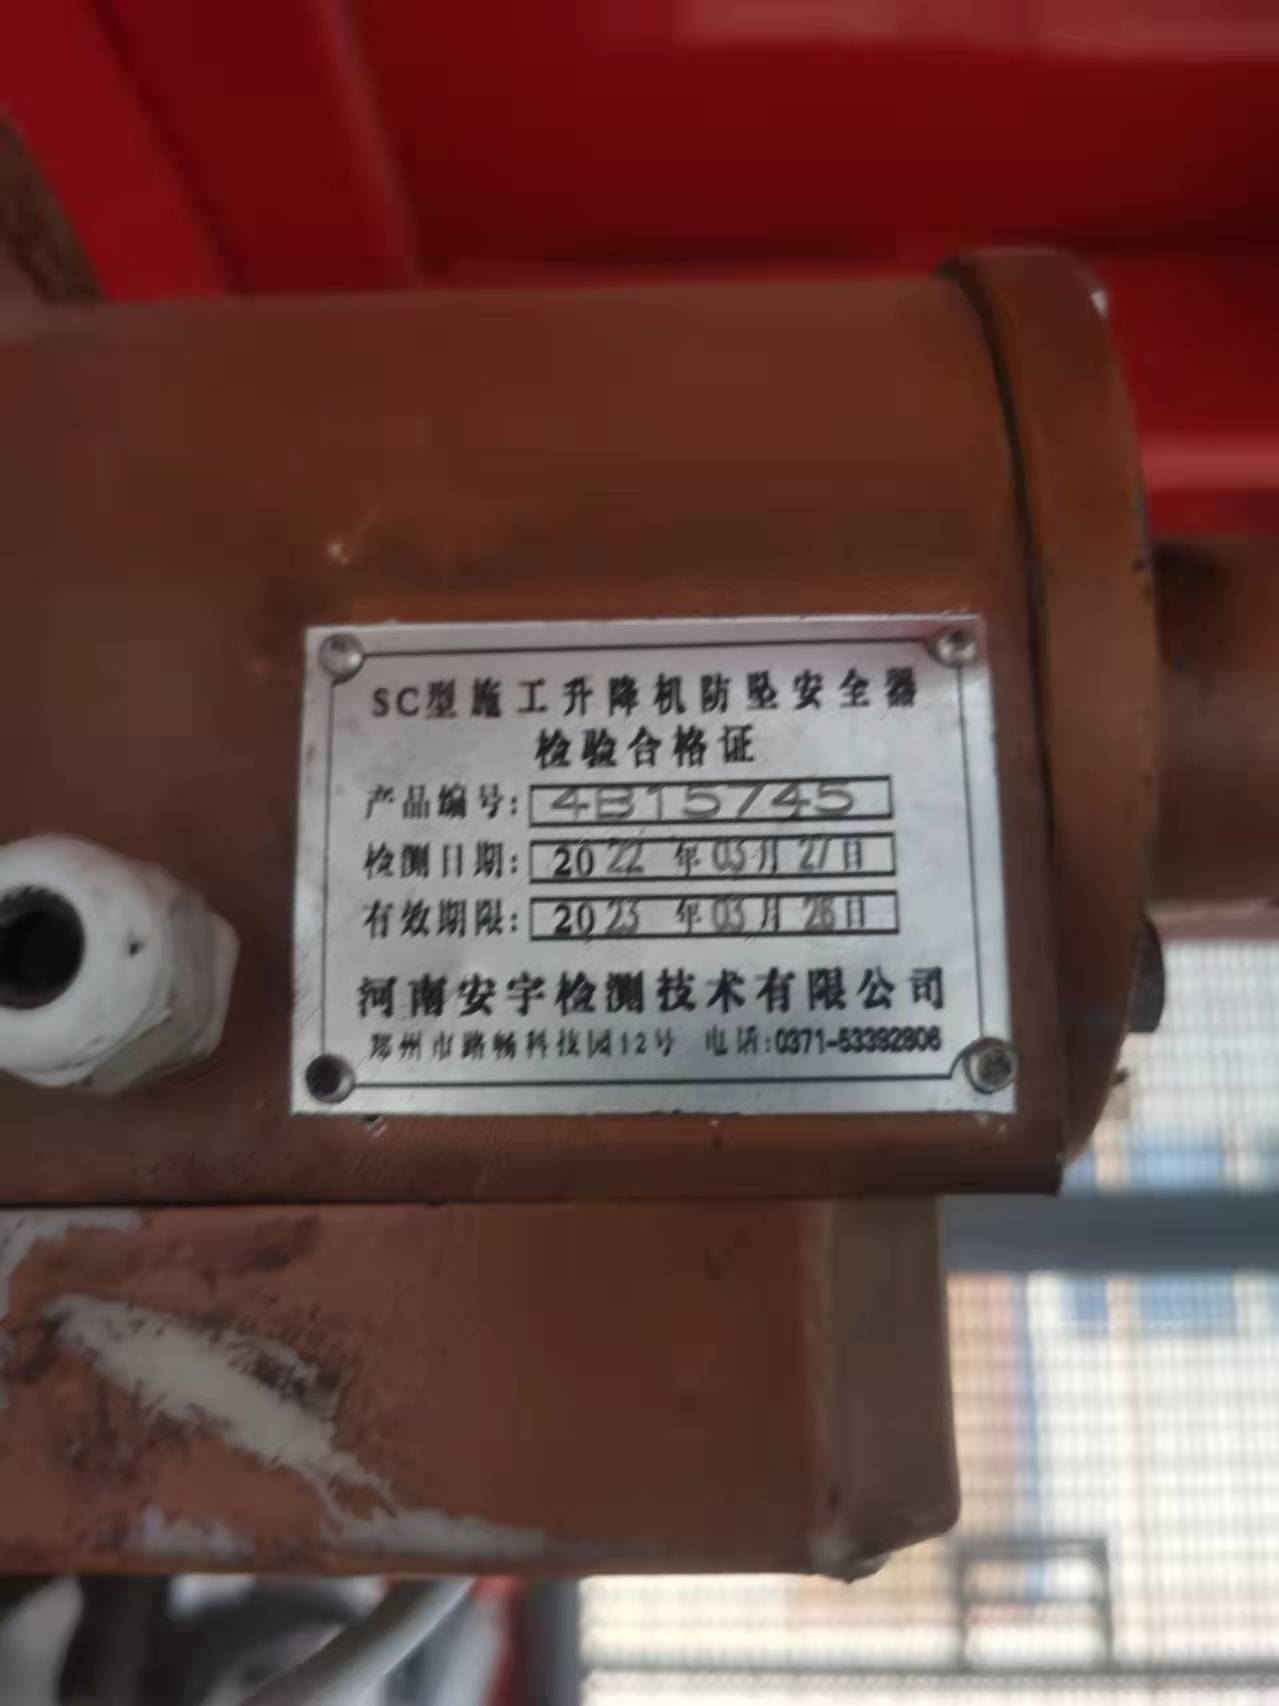 SC型施工升降机防坠安全器
检验合格证
产品编号: 4B15745
检测日期: 2022 年 03 月 27 日
有效期限: 2023 年 03 月 26 日
河南安宇检测技术有限公司
郑州市路畅科技园12号 电话:0371-53392806